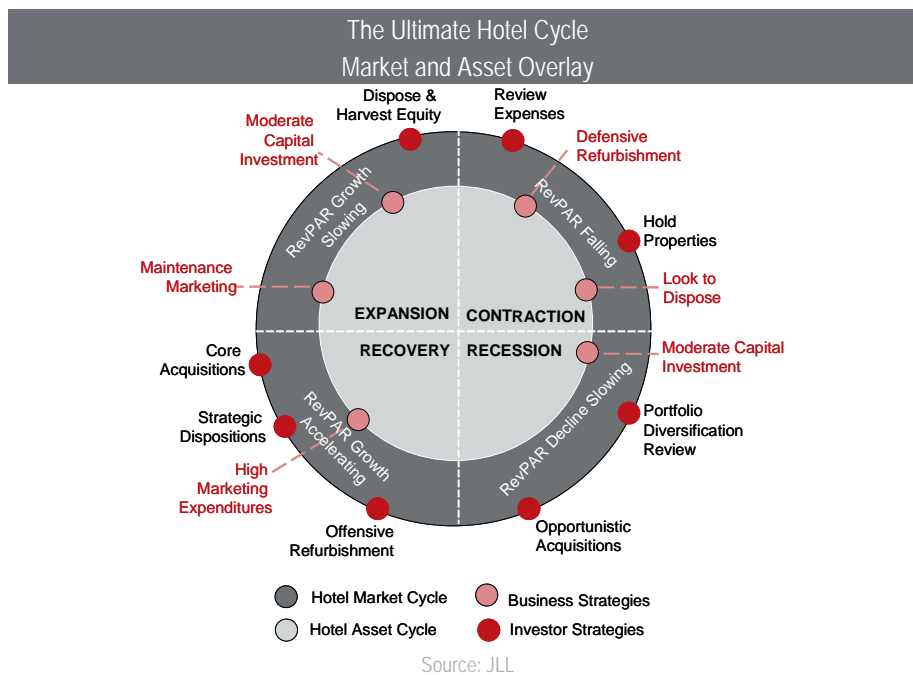 The Ultimate Hotel Cycle
Market and Asset Overlay
Dispose &
Harvest Equity
Review
Expenses
Moderate
Capital
Investment
Defensive
Refurbishment
RevPAR Growth
Slowing
RevPAR Falling
Hold
Properties
Maintenance
Marketing
Look to
Dispose
EXPANSION
CONTRACTION
RECOVERY
RECESSION
Core
Acquisitions
Moderate Capital
Investment
Strategic
Dispositions
RevPAR Growth
Accelerating
RevPAR Decline Slowing
Portfolio
Diversification
Review
High
Marketing
Expenditures
Offensive
Refurbishment
Opportunistic
Acquisitions
Hotel Market Cycle
Business Strategies
Hotel Asset Cycle
Investor Strategies
Source: JLL